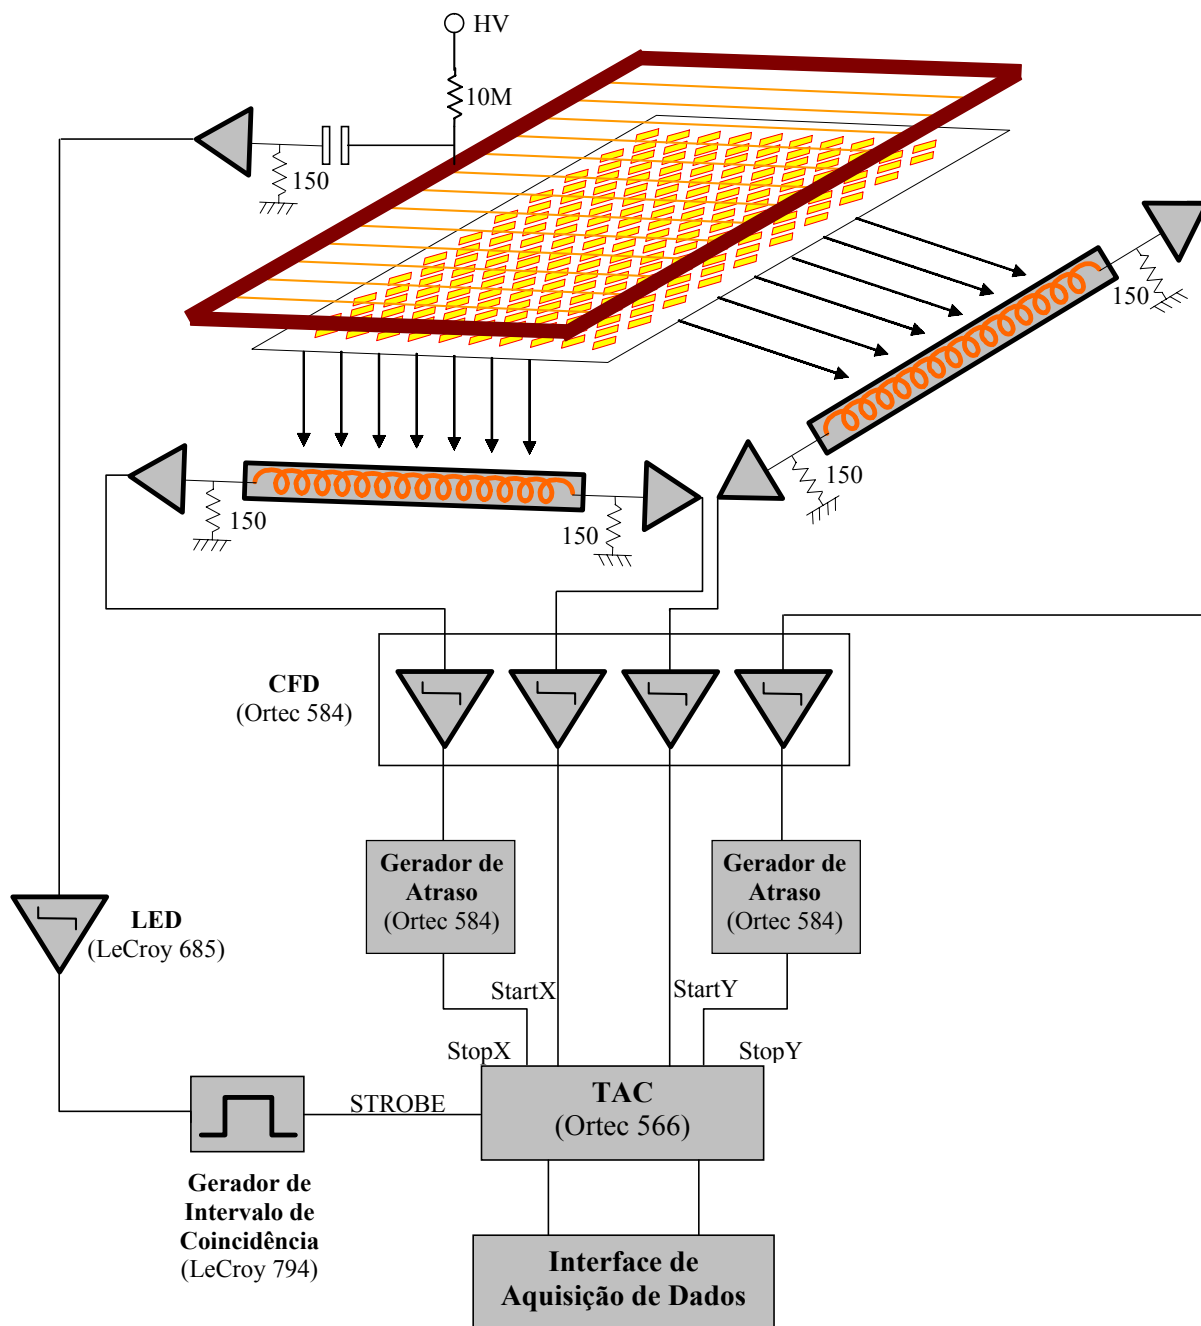 HV
10M
150
150
150
150
150
CFD
(Ortec 584)
Gerador de
Atraso
(Ortec 584)
Gerador de
Atraso
(Ortec 584)
LED
(LeCroy 685)
StartX
StartY
StopX
StopY
STROBE
TAC
(Ortec 566)
Gerador de
Intervalo de
Coincidência
(LeCroy 794)
Interface de
Aquisição de Dados